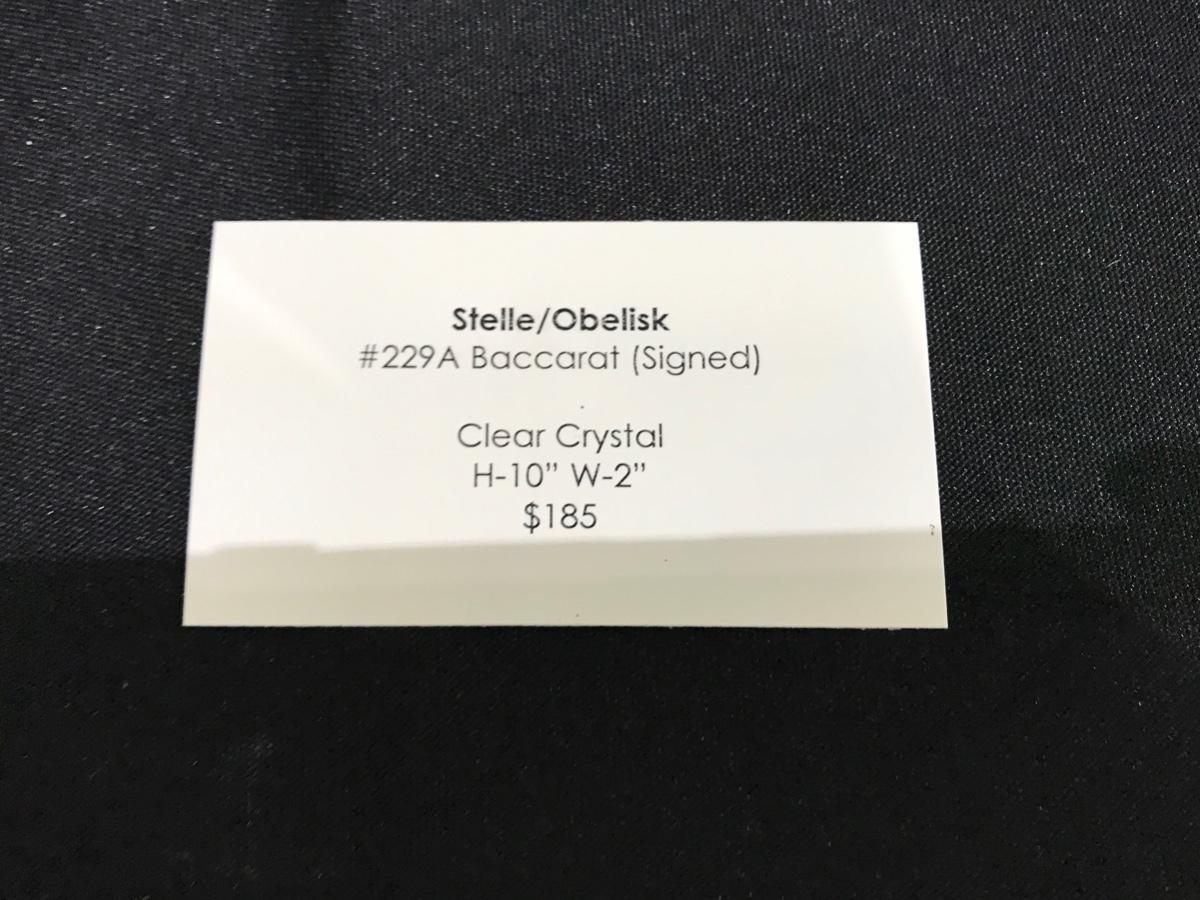 Stelle/Obelisk
#229A Baccarat (Signed)
Clear Crystal
H-10” W-2”
$185